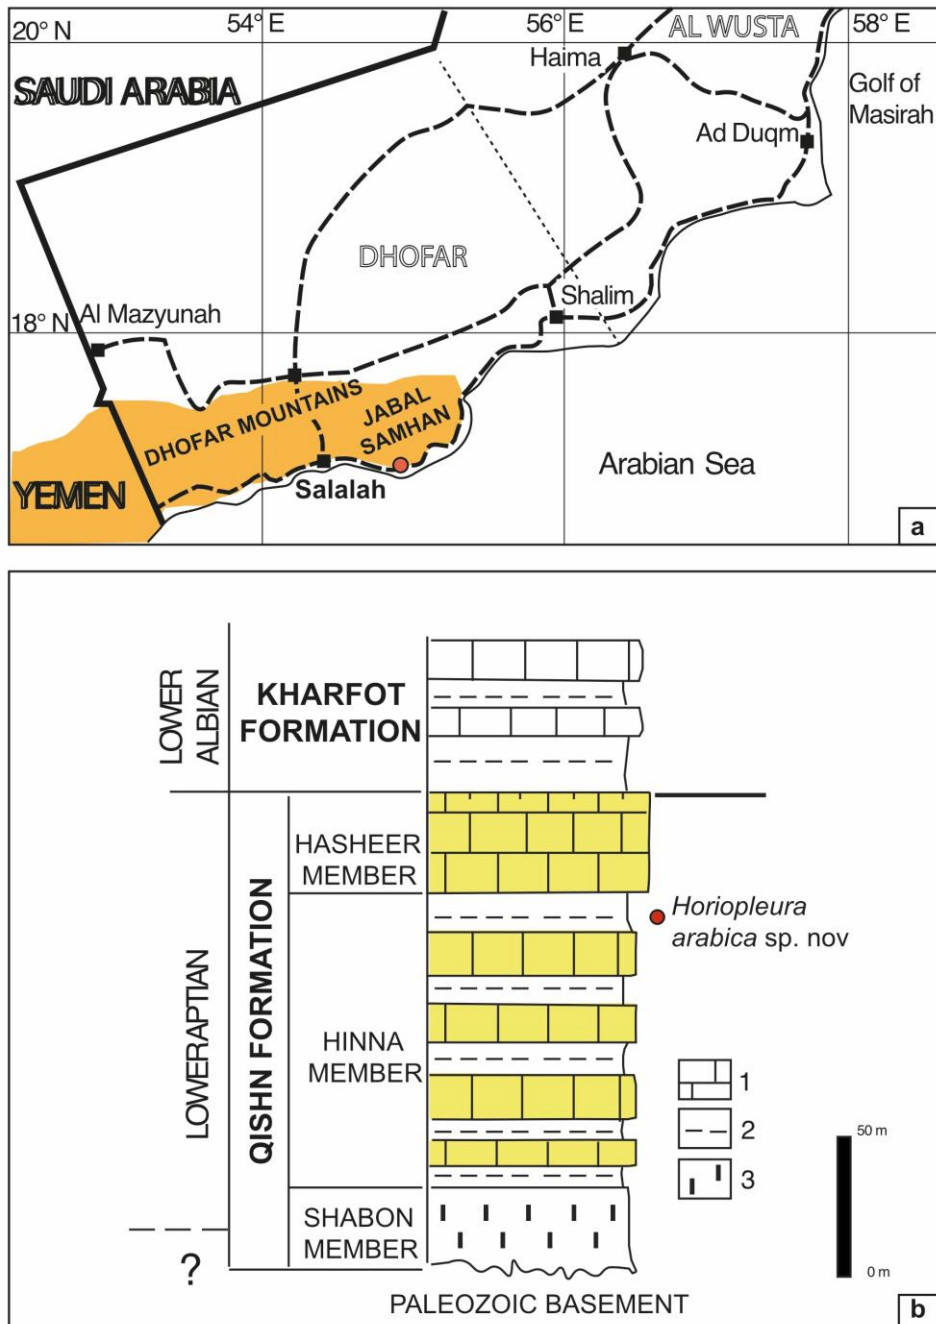 20° N
54° E
56° E
58° E
AL WUSTA
Haima
SAUDI ARABIA
Golf of
Masirah
Ad Duqm
DHOFAR
Shalim
Al Mazyunah
18° N
DHOFAR MOUNTAINS
JABAL
SAMHAN
Arabian Sea
Salalah
YEMEN
a
LOWER
ALBIAN
KHARFOT
FORMATION
HASHEER
MEMBER
Horiopleura
arabica sp. nov
LOWERAPTIAN
QISHN FORMATION
HINNA
MEMBER
1
2
3
50 m
0 m
SHABON
MEMBER
?
PALEOZOIC BASEMENT
b